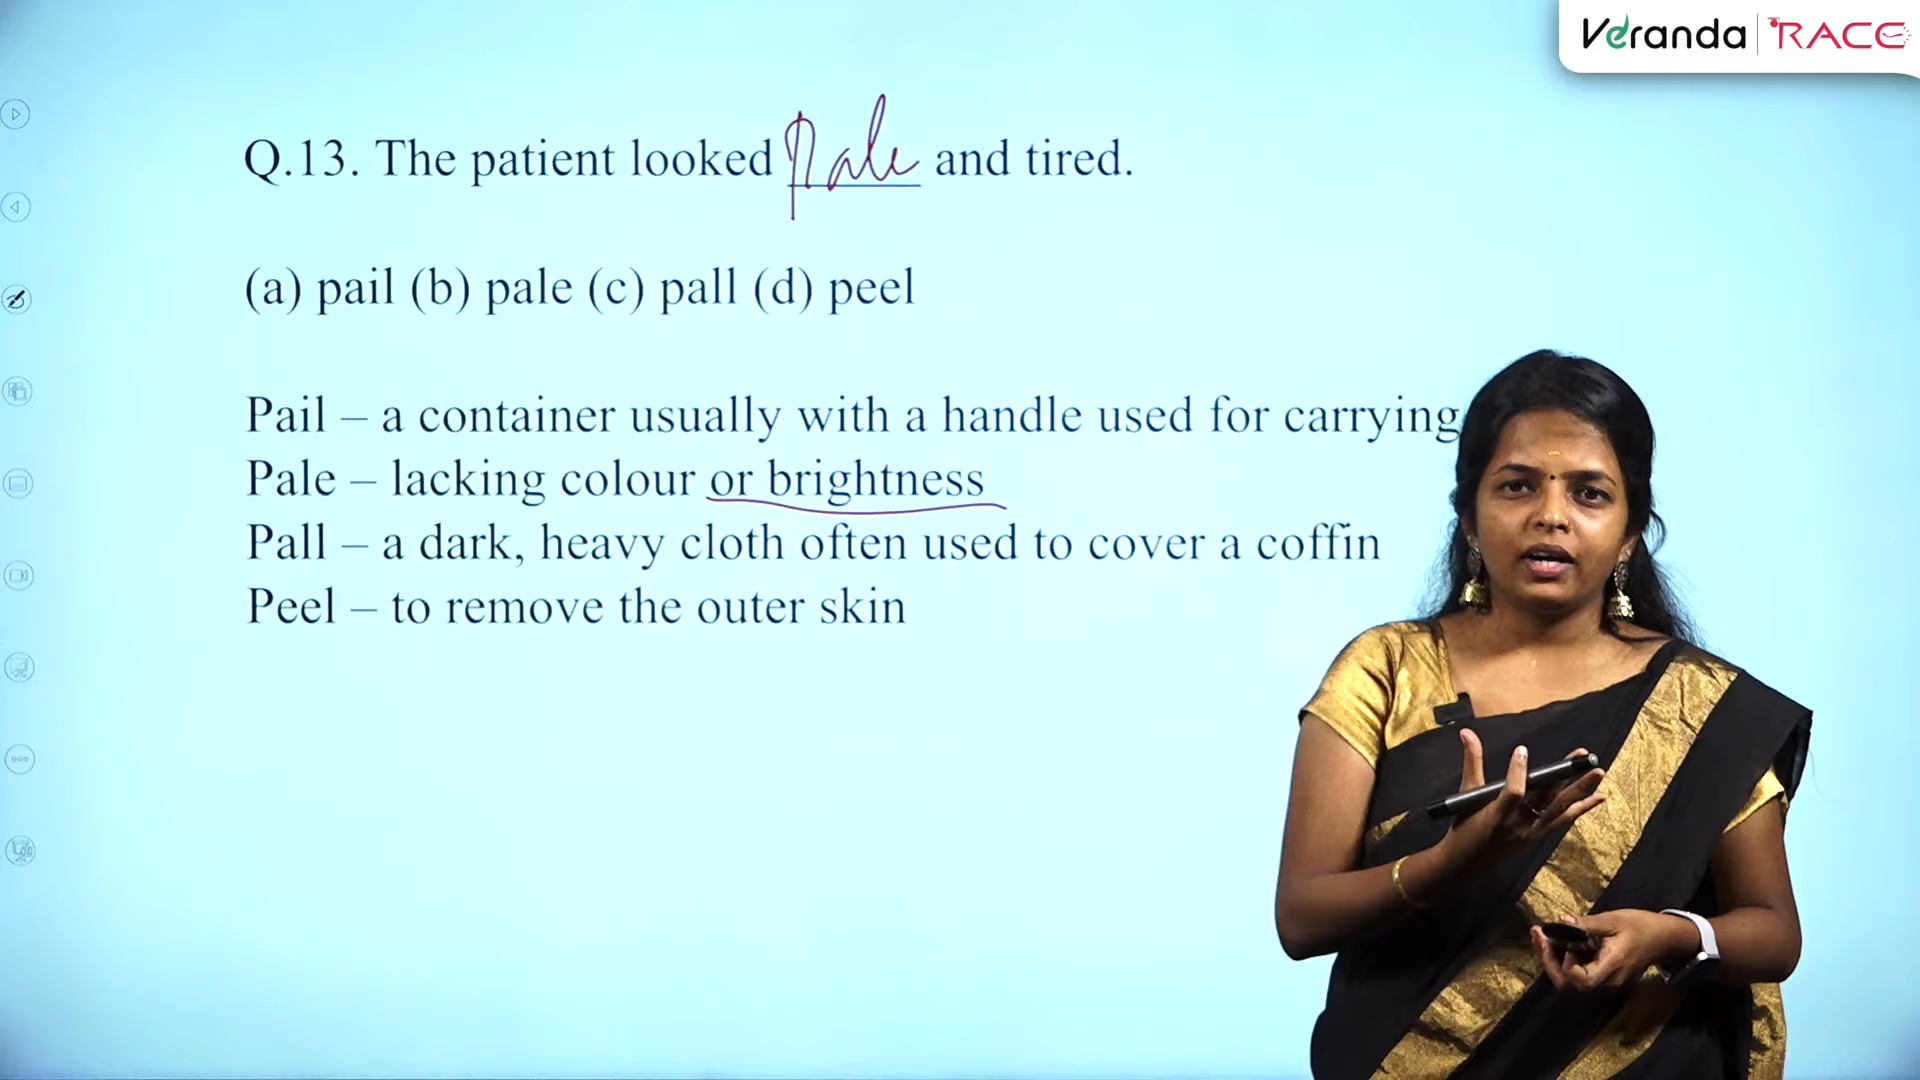 Veranda RACE
Q.13. The patient looked Pale and tired.
(a) pail (b) pale (c) pall (d) peel
Pail – a container usually with a handle used for carrying
Pale – lacking colour or brightness
Pall – a dark, heavy cloth often used to cover a coffin
Peel – to remove the outer skin